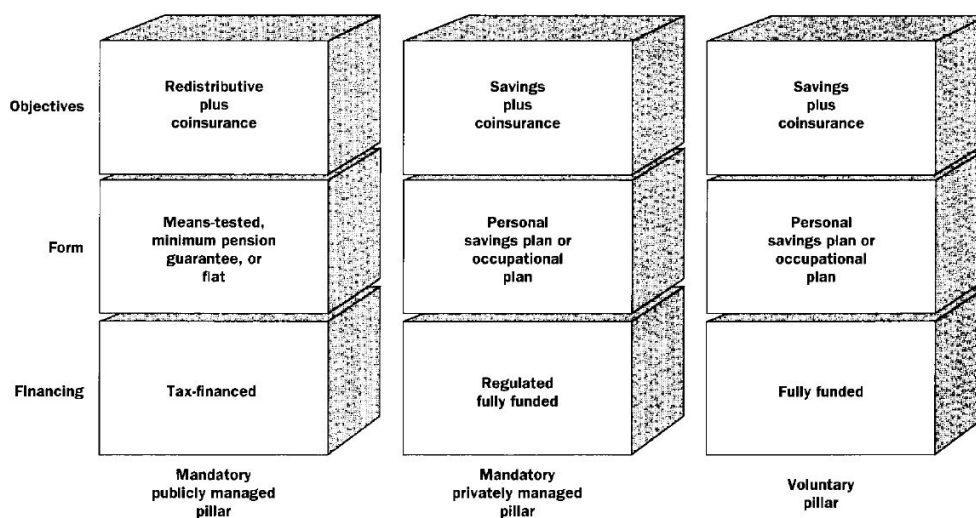 Objectives
Redistributive
plus
coinsurance
Savings
plus
coinsurance
Savings
plus
coinsurance
Form
Means-tested,
minimum pension
guarantee, or
flat
Personal
savings plan or
occupational
plan
Personal
savings plan or
occupational
plan
Financing
Tax-financed
Regulated
fully funded
Fully funded
Mandatory
publicly managed
pillar
Mandatory
privately managed
pillar
Voluntary
pillar